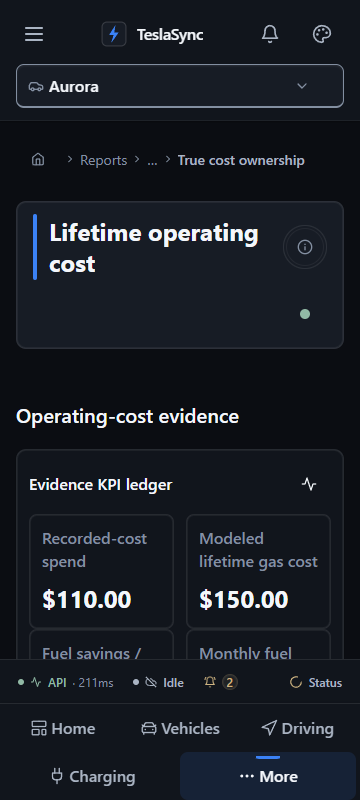 TeslaSync
Aurora
Reports
...
True cost ownership
Lifetime operating
cost
Operating-cost evidence
Evidence KPI ledger
Recorded-cost
spend
$110.00
Modeled
lifetime gas cost
$150.00
Fuel savings /
Monthly fuel
API · 211ms
Idle
2
Status
Home
Vehicles
Driving
Charging
More